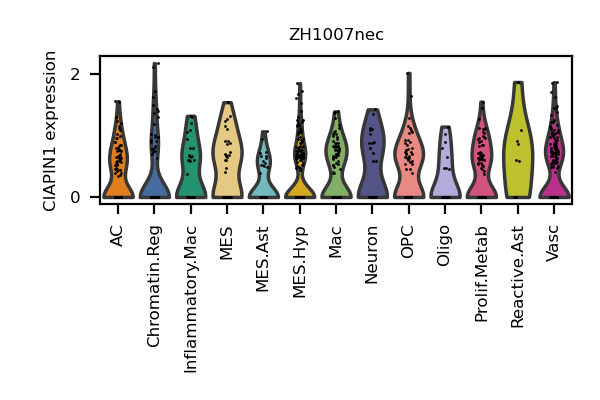 ZH1007nec
CIAPIN1 expression
2
0
AC
Chromatin.Reg
Inflammatory.Mac
MES
MES.Ast
MES.Hyp
Mac
Neuron
OPC
Oligo
Prolif.Metab
Reactive.Ast
Vasc